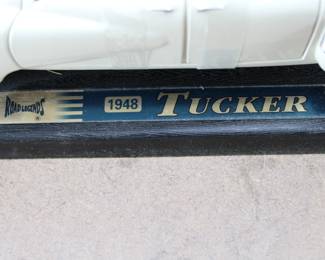 ROAD LEGENDS ® 1948 TUCKER